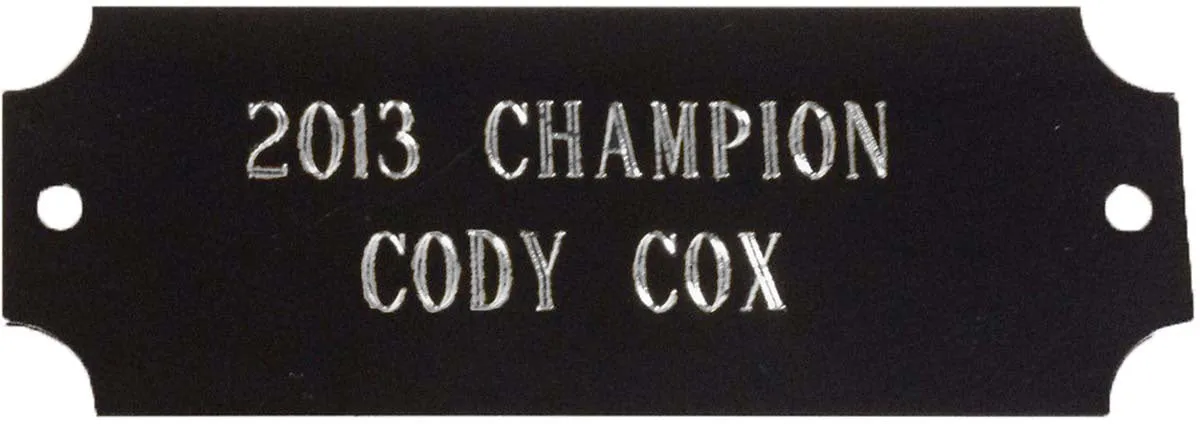 2013 CHAMPION
CODY COX